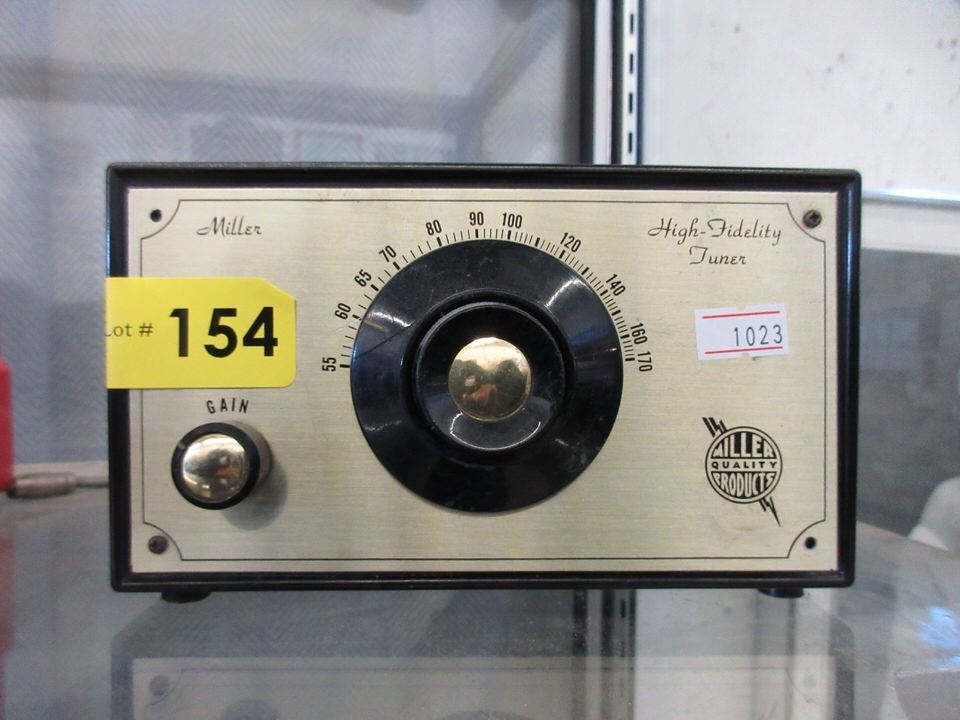 Miller
High-Fidelity
Tuner
Lot # 154
55 60 65 70 80 90 100 120 140 160 170
1023
GAIN
MILLER
QUALITY
PRODUCTS